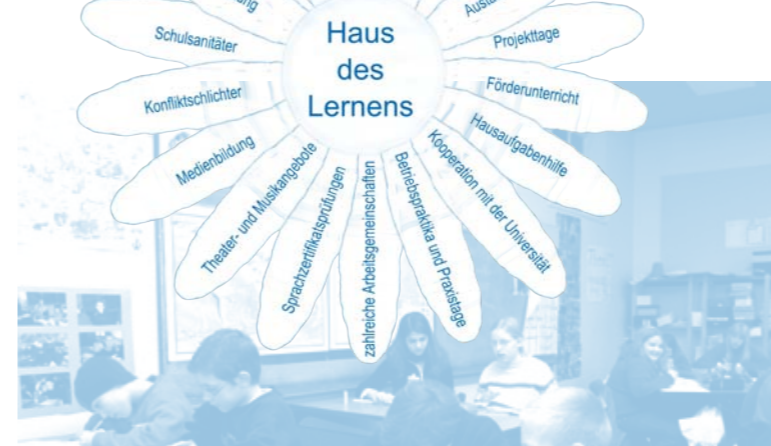 Haus
des
Lernens
Schulsanitäter
Konfliktschlichter
Medienbildung
Theater- und Musikangebote
Sprachzertifikatsprüfungen
zahlreiche Arbeitsgemeinschaften
Betriebspraktika und Praxistage
Kooperation mit der Universität
Hausaufgabenhilfe
Förderunterricht
Projekttage